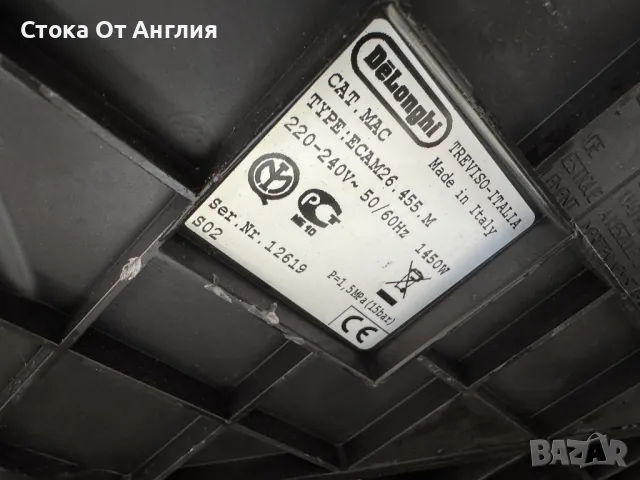 Стока От Англия
DeLonghi
TREVISO-ITALIA
Made in Italy
CAT.MAC
TYPE:ECAM26.455.M
220-240V~ 50/60Hz 1450W
ser.Nr. 12619
S02
P=1,5MPa(15bar)
CE
BAZAR